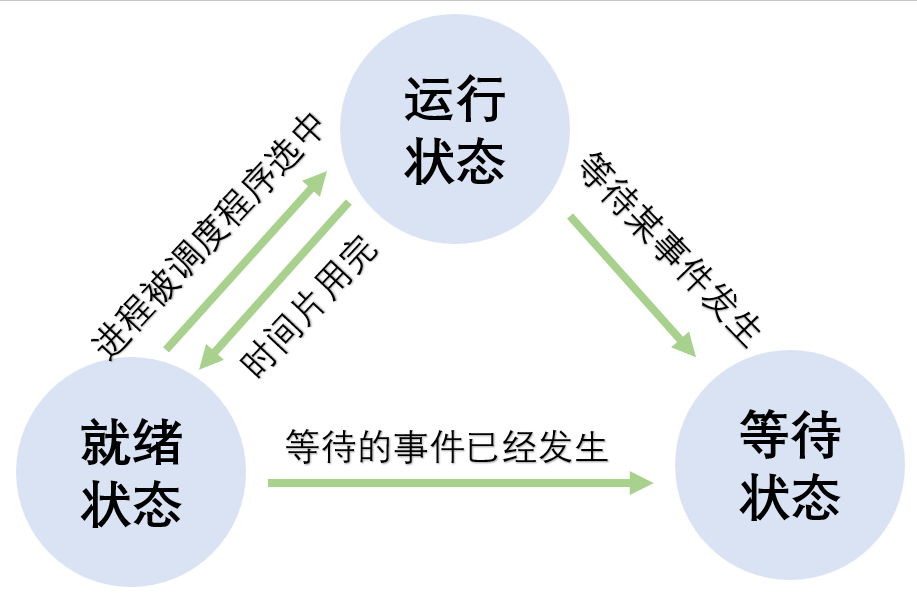 运行
状态
进程被调度程序选中
时间片用完
等待某事件发生
就绪
状态
等待的事件已经发生
等待
状态